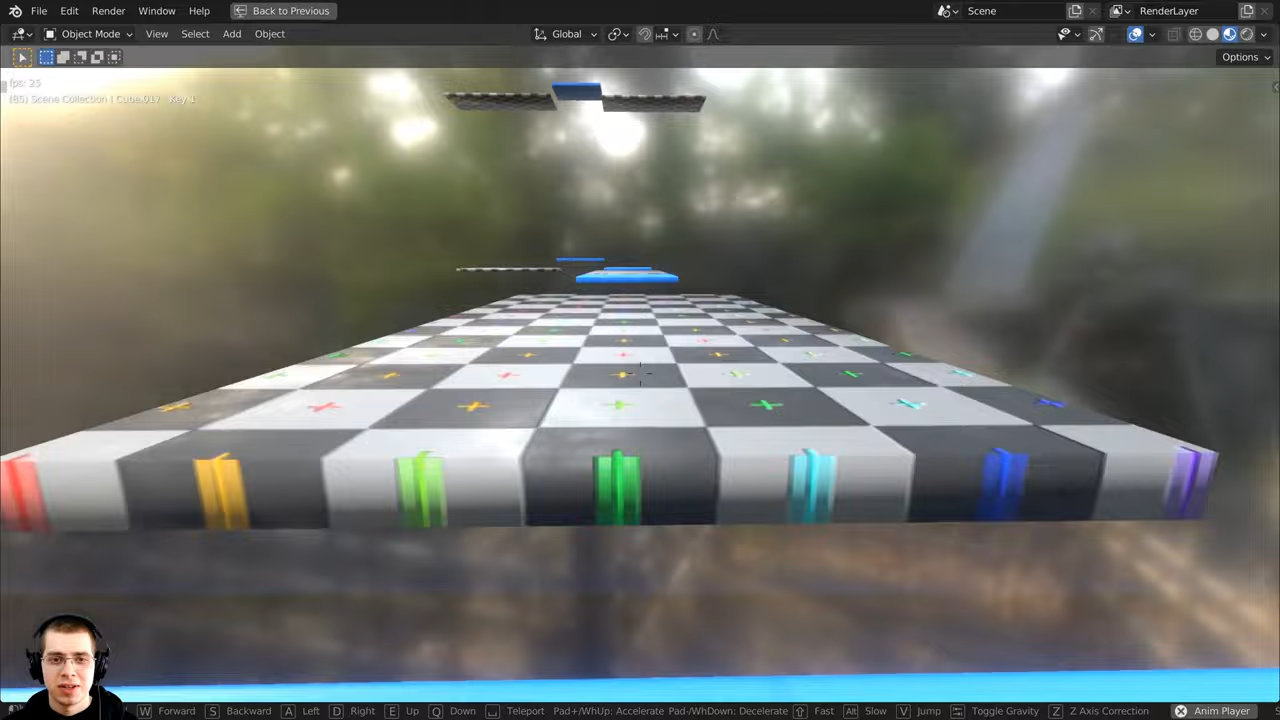 File Edit Render Window Help Back to Previous Scene RenderLayer
Object Mode View Select Add Object Global
Options
fps: 25
(85) Scene Collection | Cube.017 Key 1
W Forward S Backward A Left D Right E Up Q Down Teleport Pad+/WhUp: Accelerate Pad-/WhDown: Decelerate Fast Alt Slow V Jump Toggle Gravity Z Z Axis Correction Anim Player